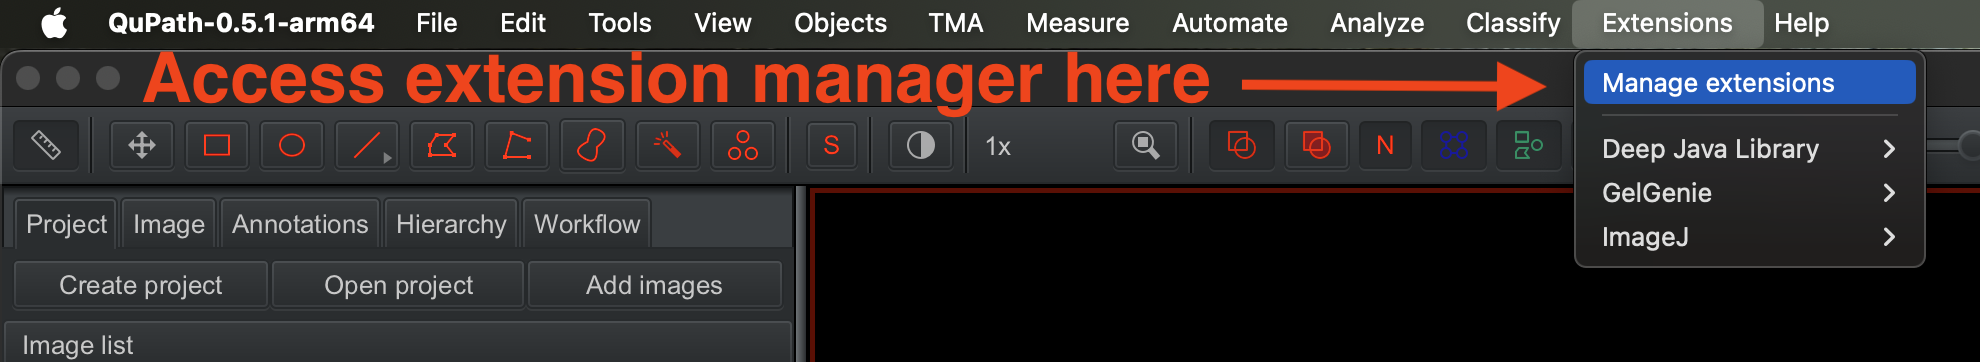 QuPath-0.5.1-arm64 File Edit Tools View Objects TMA Measure Automate Analyze Classify Extensions Help
Access extension manager here
Manage extensions
S 1x N
Deep Java Library
GelGenie
ImageJ
Project Image Annotations Hierarchy Workflow
Create project Open project Add images
Image list